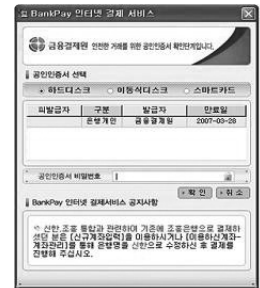 BankPay 인터넷 결제 서비스
금융결제원 안전한 거래를 위한 공인인증서 확인단계입니다.
공인인증서 선택
하드디스크 이동식디스크 스마트카드
피발급자 구분 발급자 만료일
은행개인 금융결제원 2007-03-28
공인인증서 비밀번호
확인 취소
BankPay 인터넷 결제서비스 공지사항
신한,조흥 통합과 관련하여 기존에 조흥은행으로 결제하
셨던 분은 [신규계좌입력]을 이용하시거나 [이용하신계좌-
계좌관리]를 통해 은행명을 신한으로 수정하신 후 결제를
진행해 주십시오.